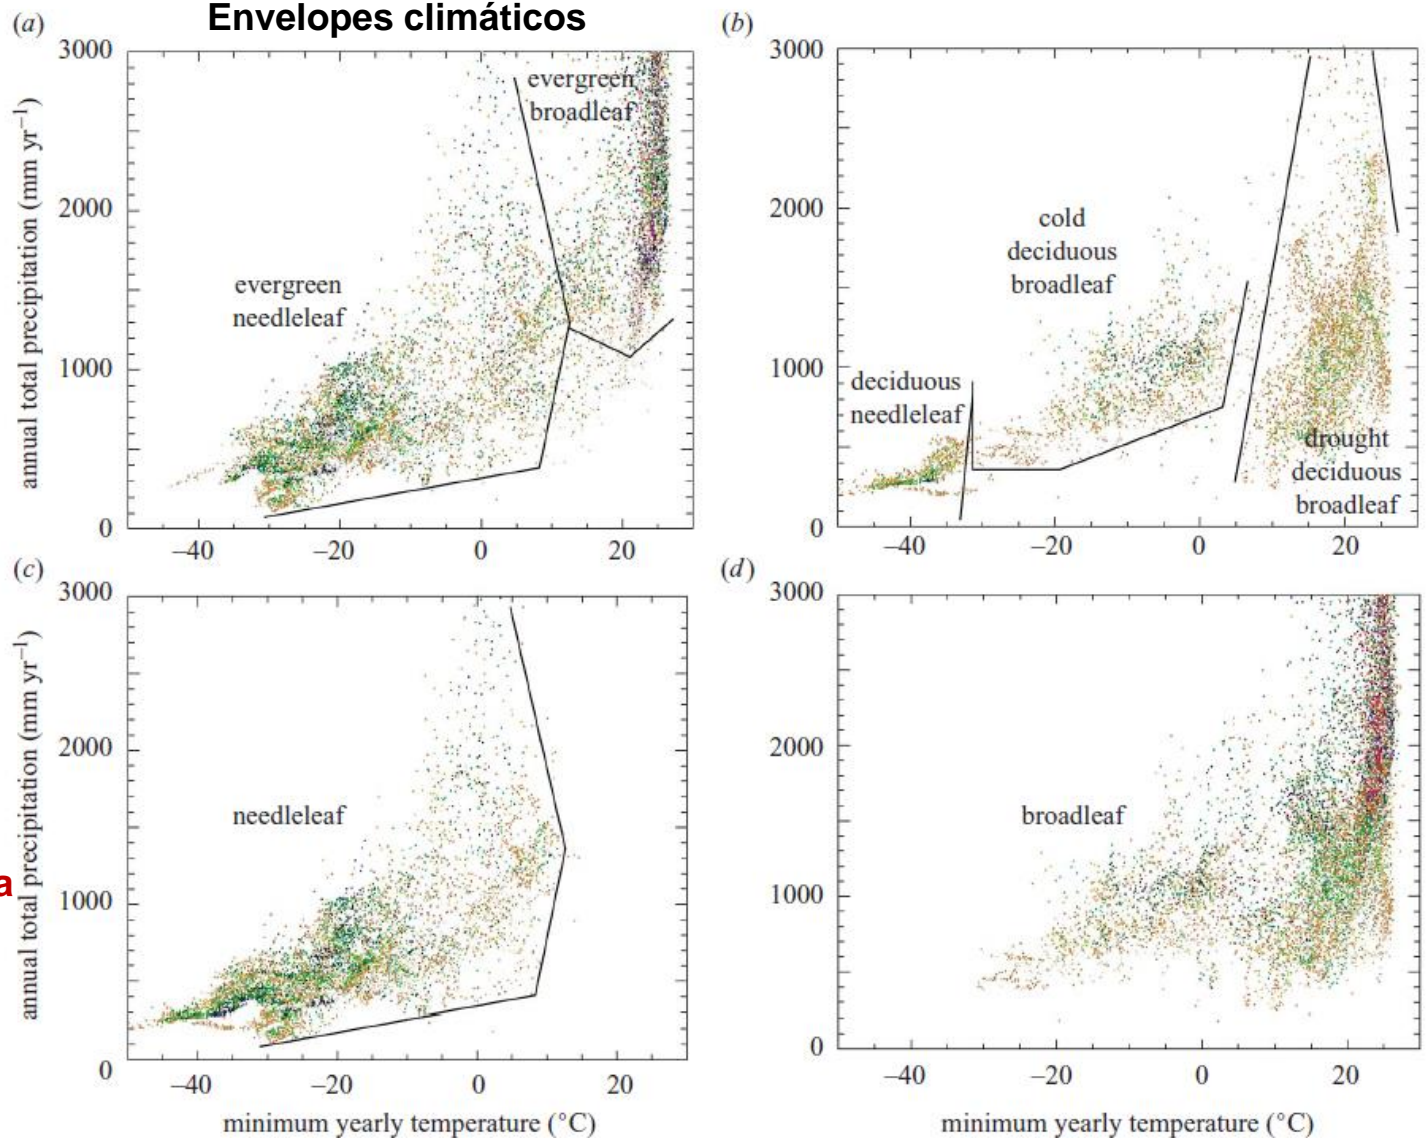 Envelopes climáticos
(a)
3000
2000
1000
0
–40
–20
0
20
annual total precipitation (mm yr⁻¹)
evergreen
broadleaf
evergreen
needleleaf
(b)
3000
2000
1000
0
–40
–20
0
20
cold
deciduous
broadleaf
deciduous
needleleaf
drought
deciduous
broadleaf
(c)
3000
2000
1000
0
–40
–20
0
20
annual total precipitation (mm yr⁻¹)
needleleaf
minimum yearly temperature (°C)
a
(d)
3000
2000
1000
0
–40
–20
0
20
broadleaf
minimum yearly temperature (°C)